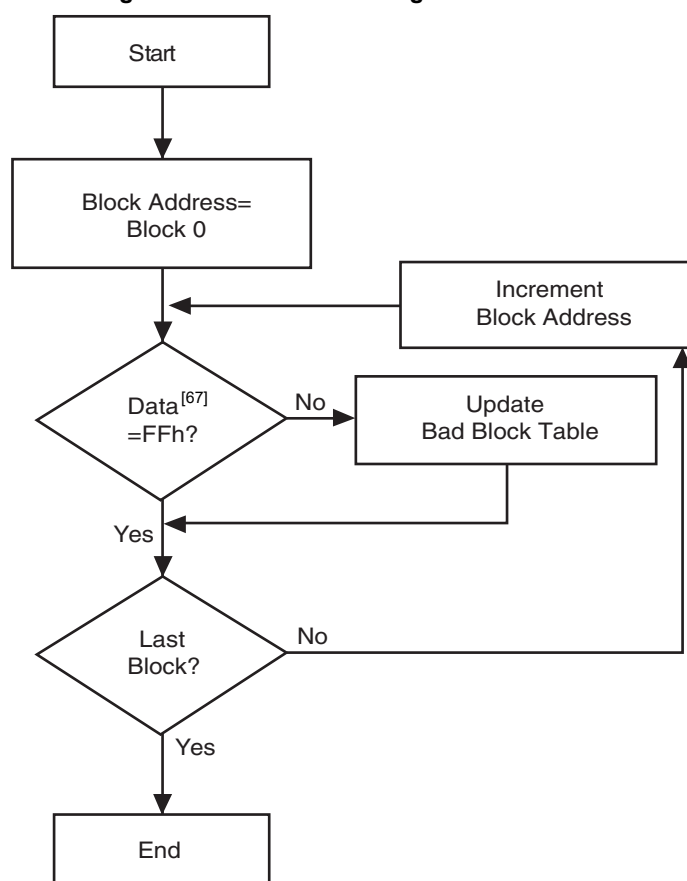 Start
Block Address=
Block 0
Increment
Block Address
Data[67]
=FFh?
No
Update
Bad Block Table
Yes
Last
Block?
No
Yes
End